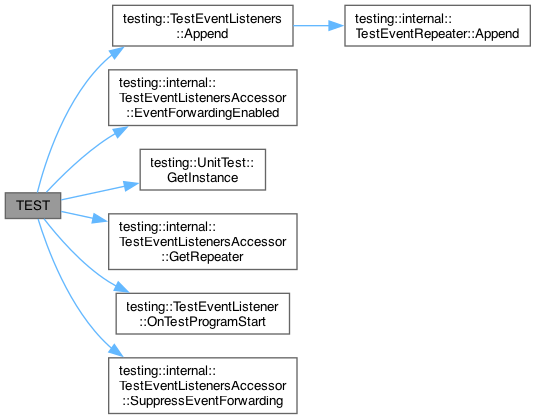 testing::TestEventListeners
::Append
testing::internal::
TestEventRepeater::Append
testing::internal::
TestEventListenersAccessor
::EventForwardingEnabled
testing::UnitTest::
GetInstance
TEST
testing::internal::
TestEventListenersAccessor
::GetRepeater
testing::TestEventListener
::OnTestProgramStart
testing::internal::
TestEventListenersAccessor
::SuppressEventForwarding